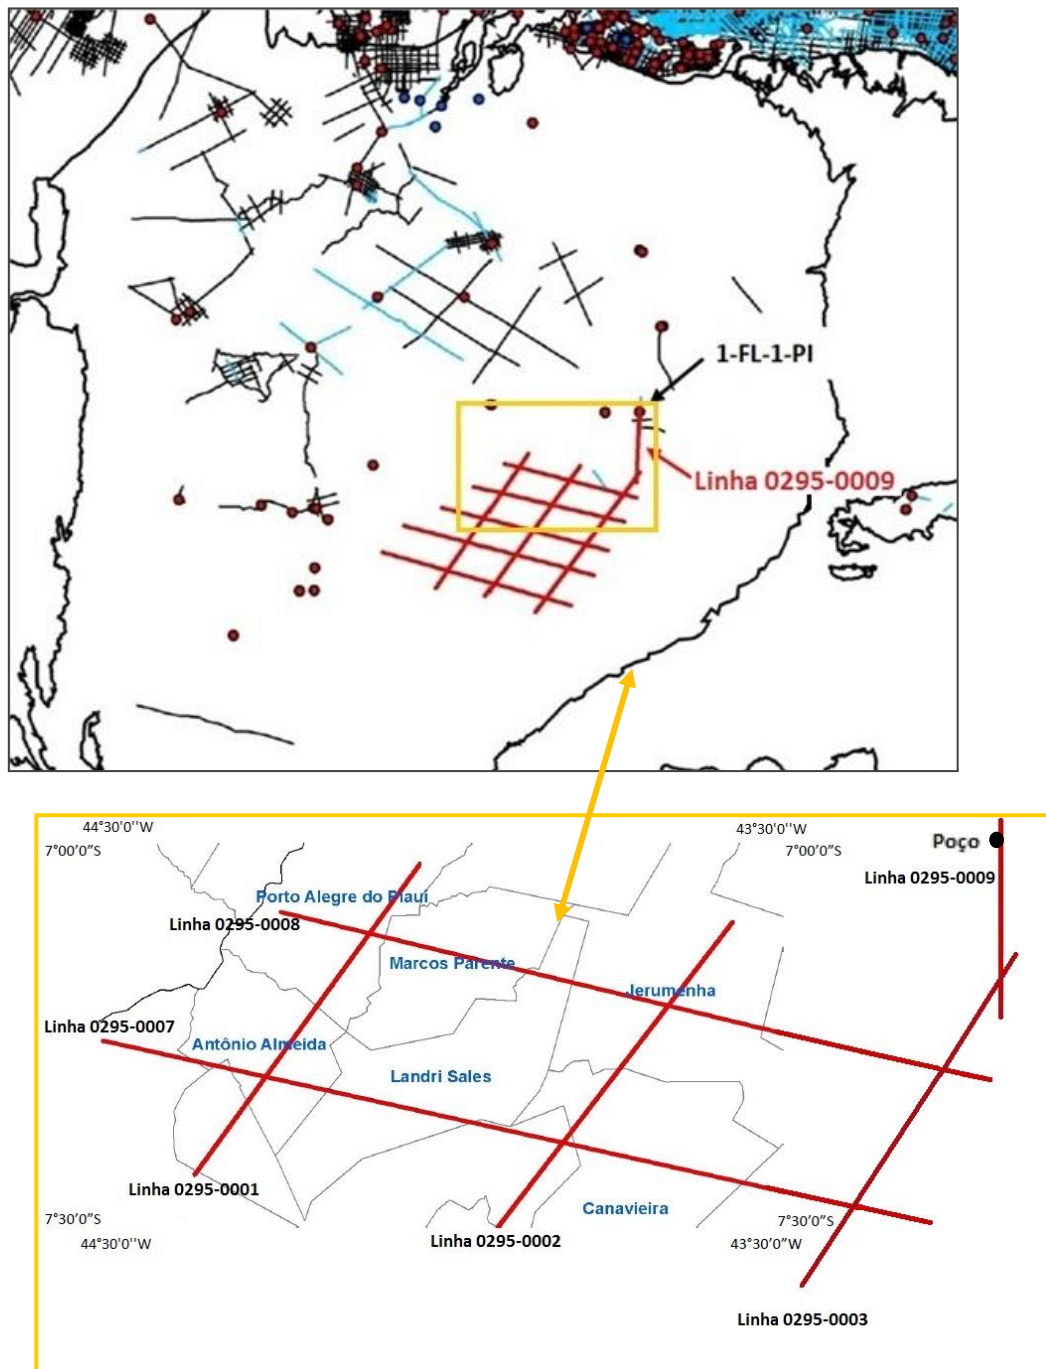 1-FL-1-PI
Linha 0295-0009
44°30'0''W
43°30'0''W
7°00'0”S
7°00'0”S
Poço
Linha 0295-0009
Porto Alegre do Piauí
Linha 0295-0008
Marcos Parente
Jerumenha
Linha 0295-0007
Antônio Almeida
Landri Sales
Linha 0295-0001
Canavieira
7°30'0”S
7°30'0”S
44°30'0''W
Linha 0295-0002
43°30'0”W
Linha 0295-0003